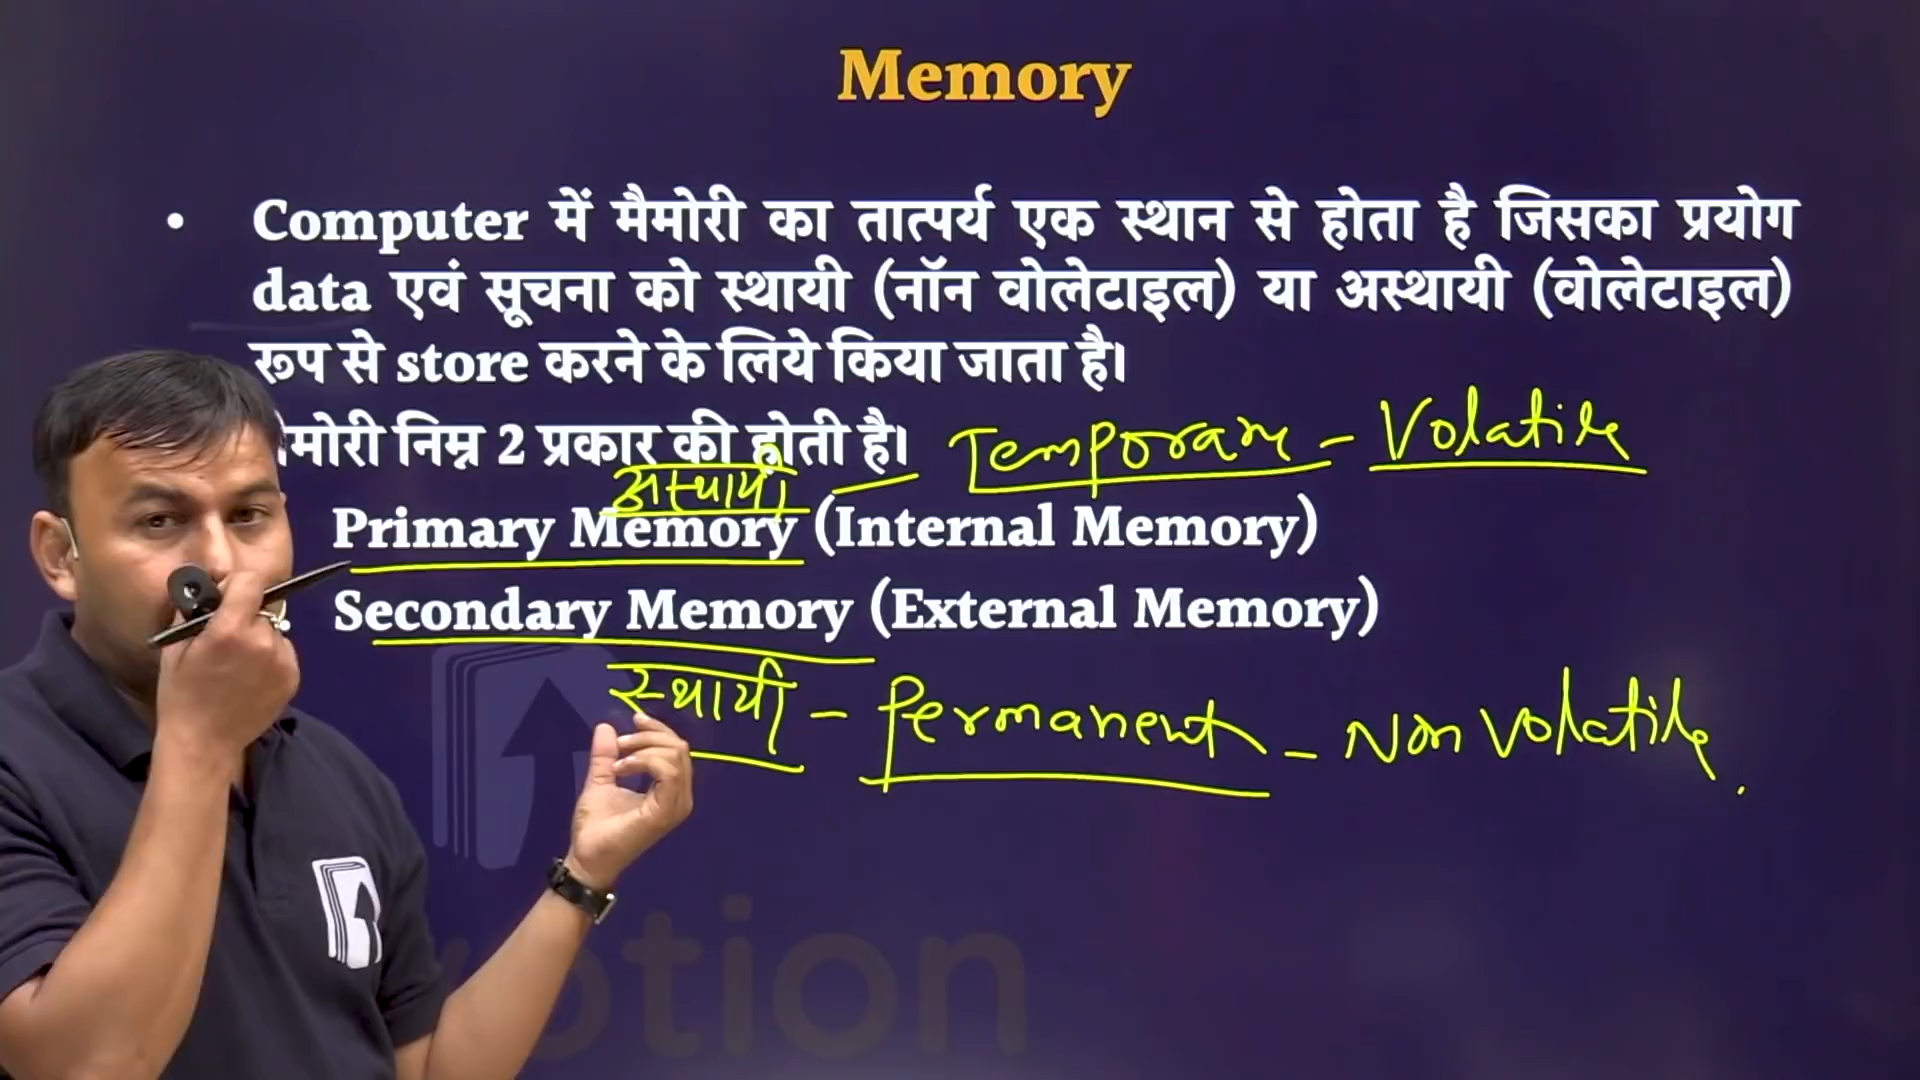 Memory
• Computer में मैमोरी का तात्पर्य एक स्थान से होता है जिसका प्रयोग
data एवं सूचना को स्थायी (नॉन वोलेटाइल) या अस्थायी (वोलेटाइल)
रूप से store करने के लिये किया जाता है।
मोरी निम्न 2 प्रकार की होती है।
अस्थायी – Temporary – Volatile
Primary Memory (Internal Memory)
Secondary Memory (External Memory)
स्थायी – Permanent – Non Volatile
otion